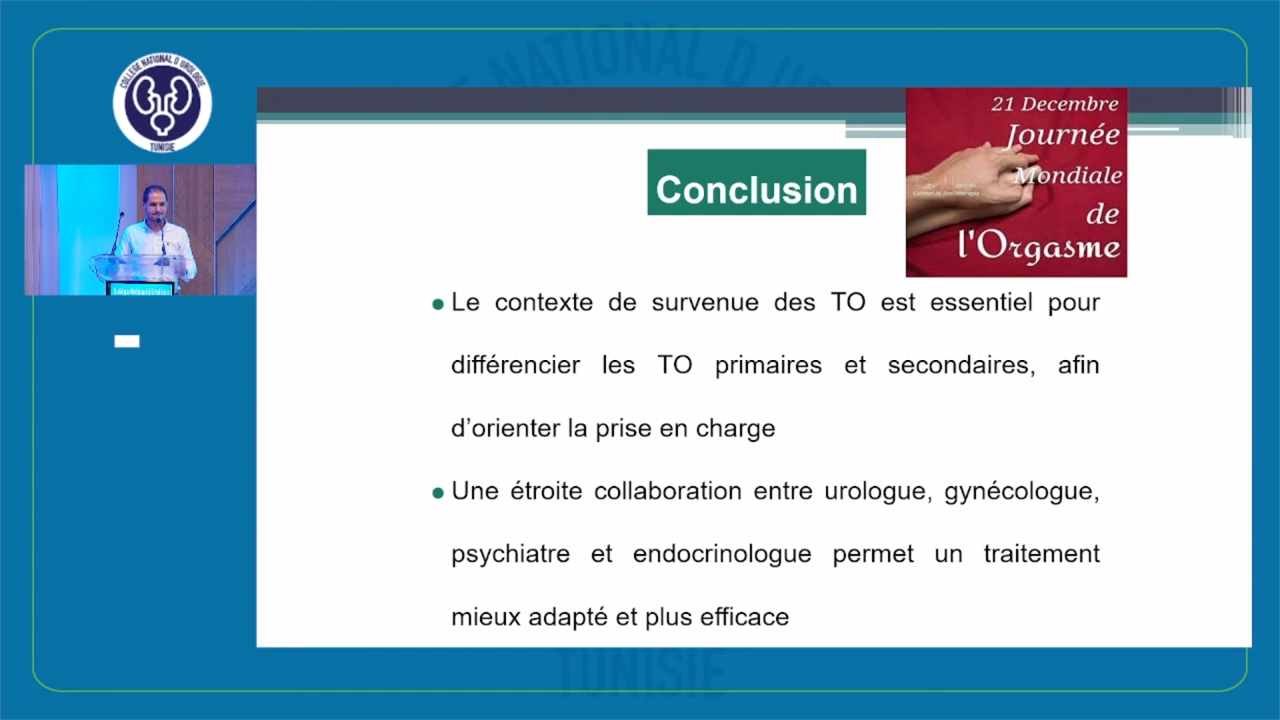 COLLEGE NATIONAL D UROLOGIE
TUNISIE
NATIONAL D
21 Decembre
Journée
Mondiale
de
l'Orgasme
Conclusion
• Le contexte de survenue des TO est essentiel pour
différencier les TO primaires et secondaires, afin
d’orienter la prise en charge
• Une étroite collaboration entre urologue, gynécologue,
psychiatre et endocrinologue permet un traitement
mieux adapté et plus efficace
TUNISIE